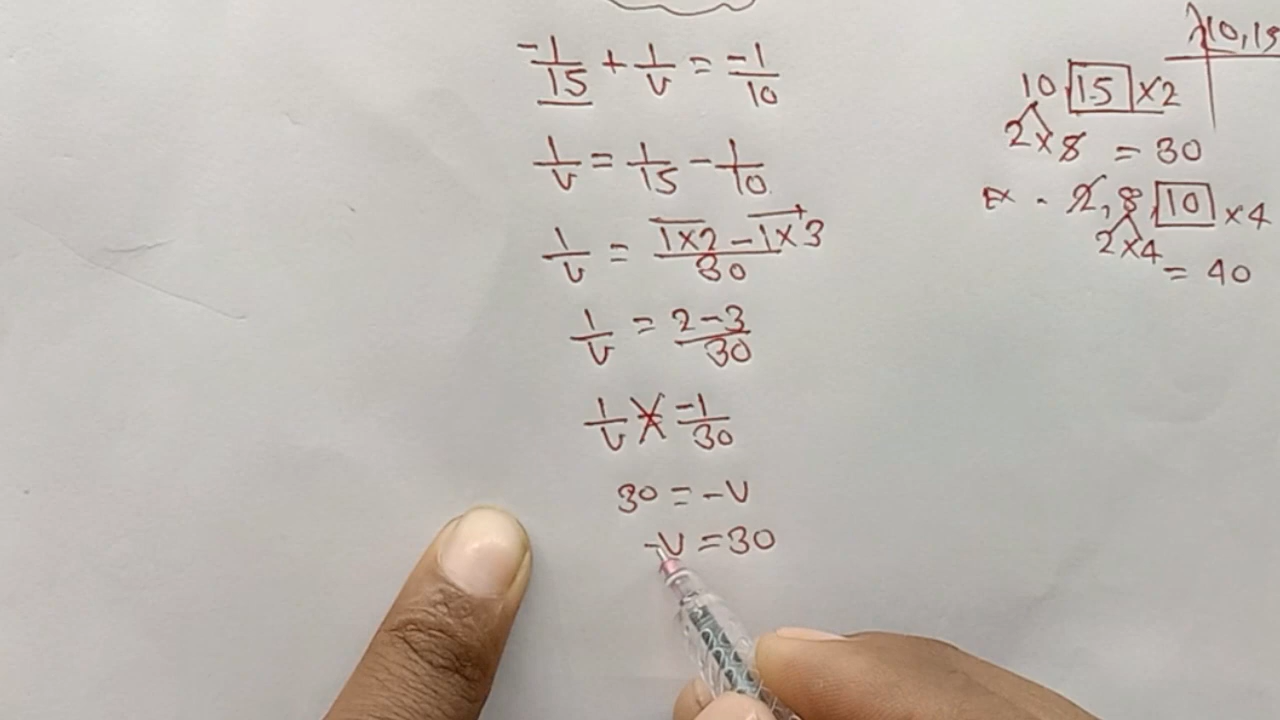 -1/15 + 1/v = -1/10
1/v = 1/15 - 1/10
1/v = 1×2 - 1×3/30
1/v = 2-3/30
1/v × -1/30
30 = -v
-v = 30
10, 15
10 15 ×2
2×8 = 30
Ex - 2, 8, 10 ×4
2×4
= 40